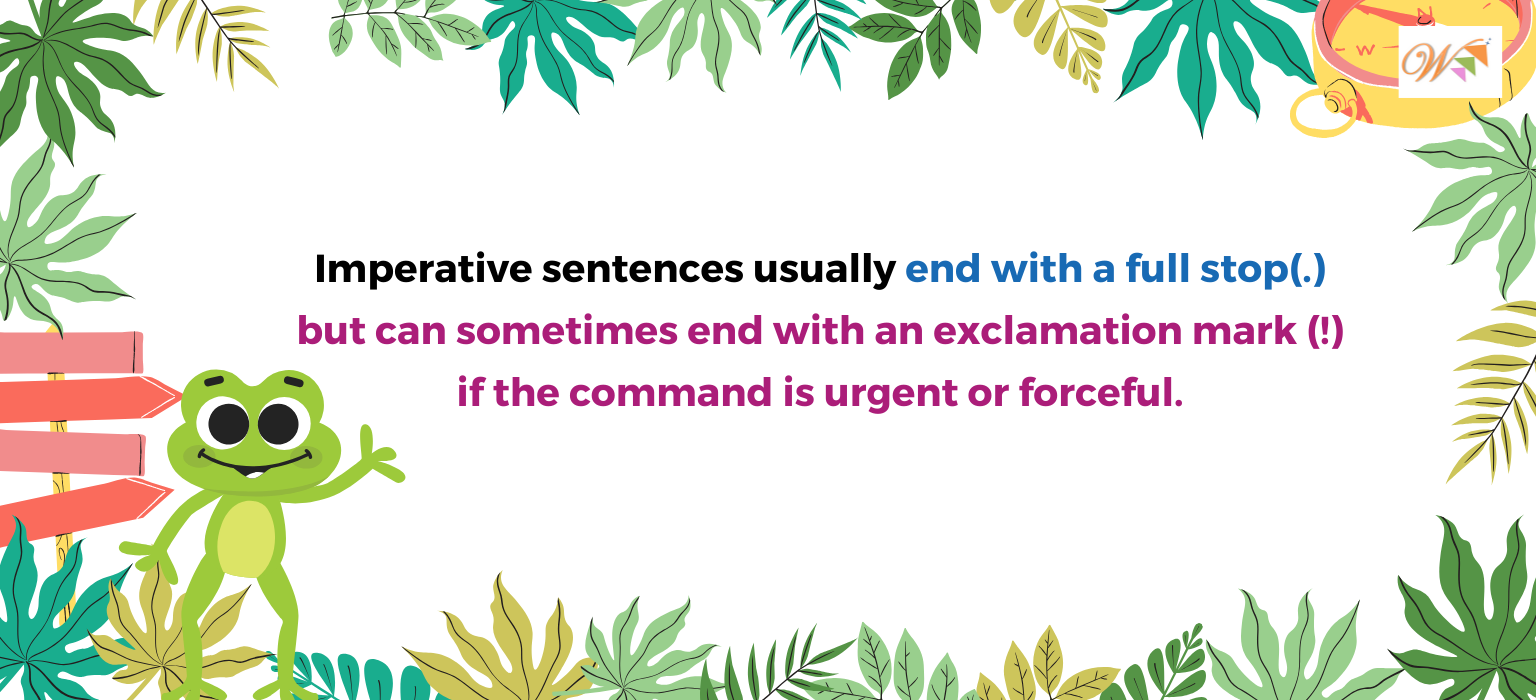 N
W
W
Imperative sentences usually end with a full stop(.)
but can sometimes end with an exclamation mark (!)
if the command is urgent or forceful.